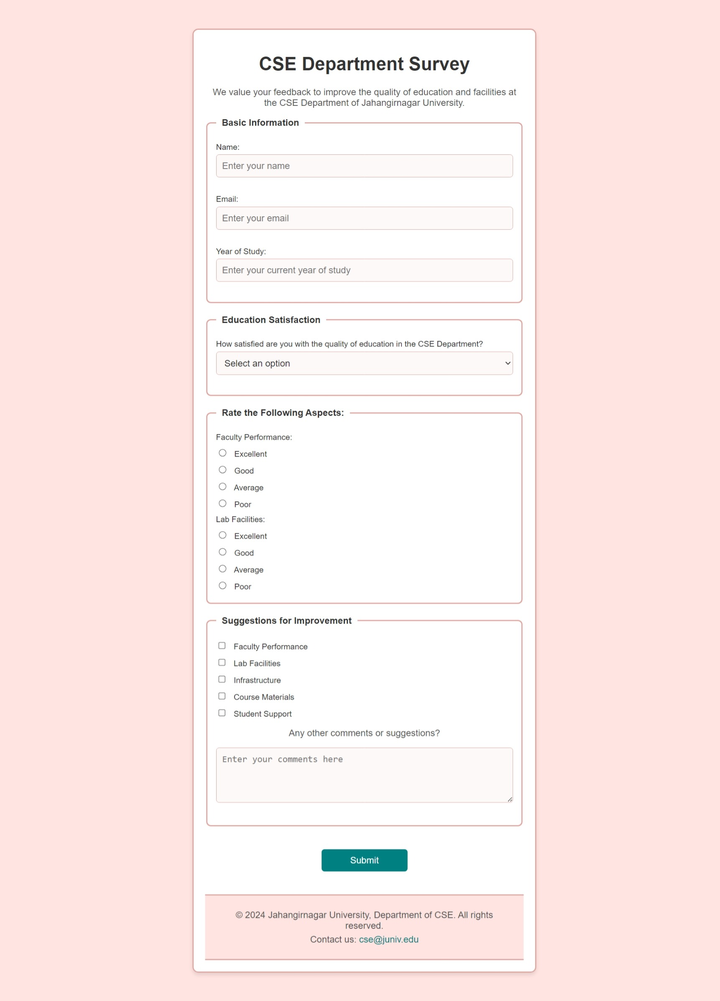 CSE Department Survey
We value your feedback to improve the quality of education and facilities at
the CSE Department of Jahangirnagar University.
Basic Information
Name:
Enter your name
Email:
Enter your email
Year of Study:
Enter your current year of study
Education Satisfaction
How satisfied are you with the quality of education in the CSE Department?
Select an option
Rate the Following Aspects:
Faculty Performance:
Excellent
Good
Average
Poor
Lab Facilities:
Excellent
Good
Average
Poor
Suggestions for Improvement
Faculty Performance
Lab Facilities
Infrastructure
Course Materials
Student Support
Any other comments or suggestions?
Enter your comments here
Submit
© 2024 Jahangirnagar University, Department of CSE. All rights
reserved.
Contact us: cse@juniv.edu